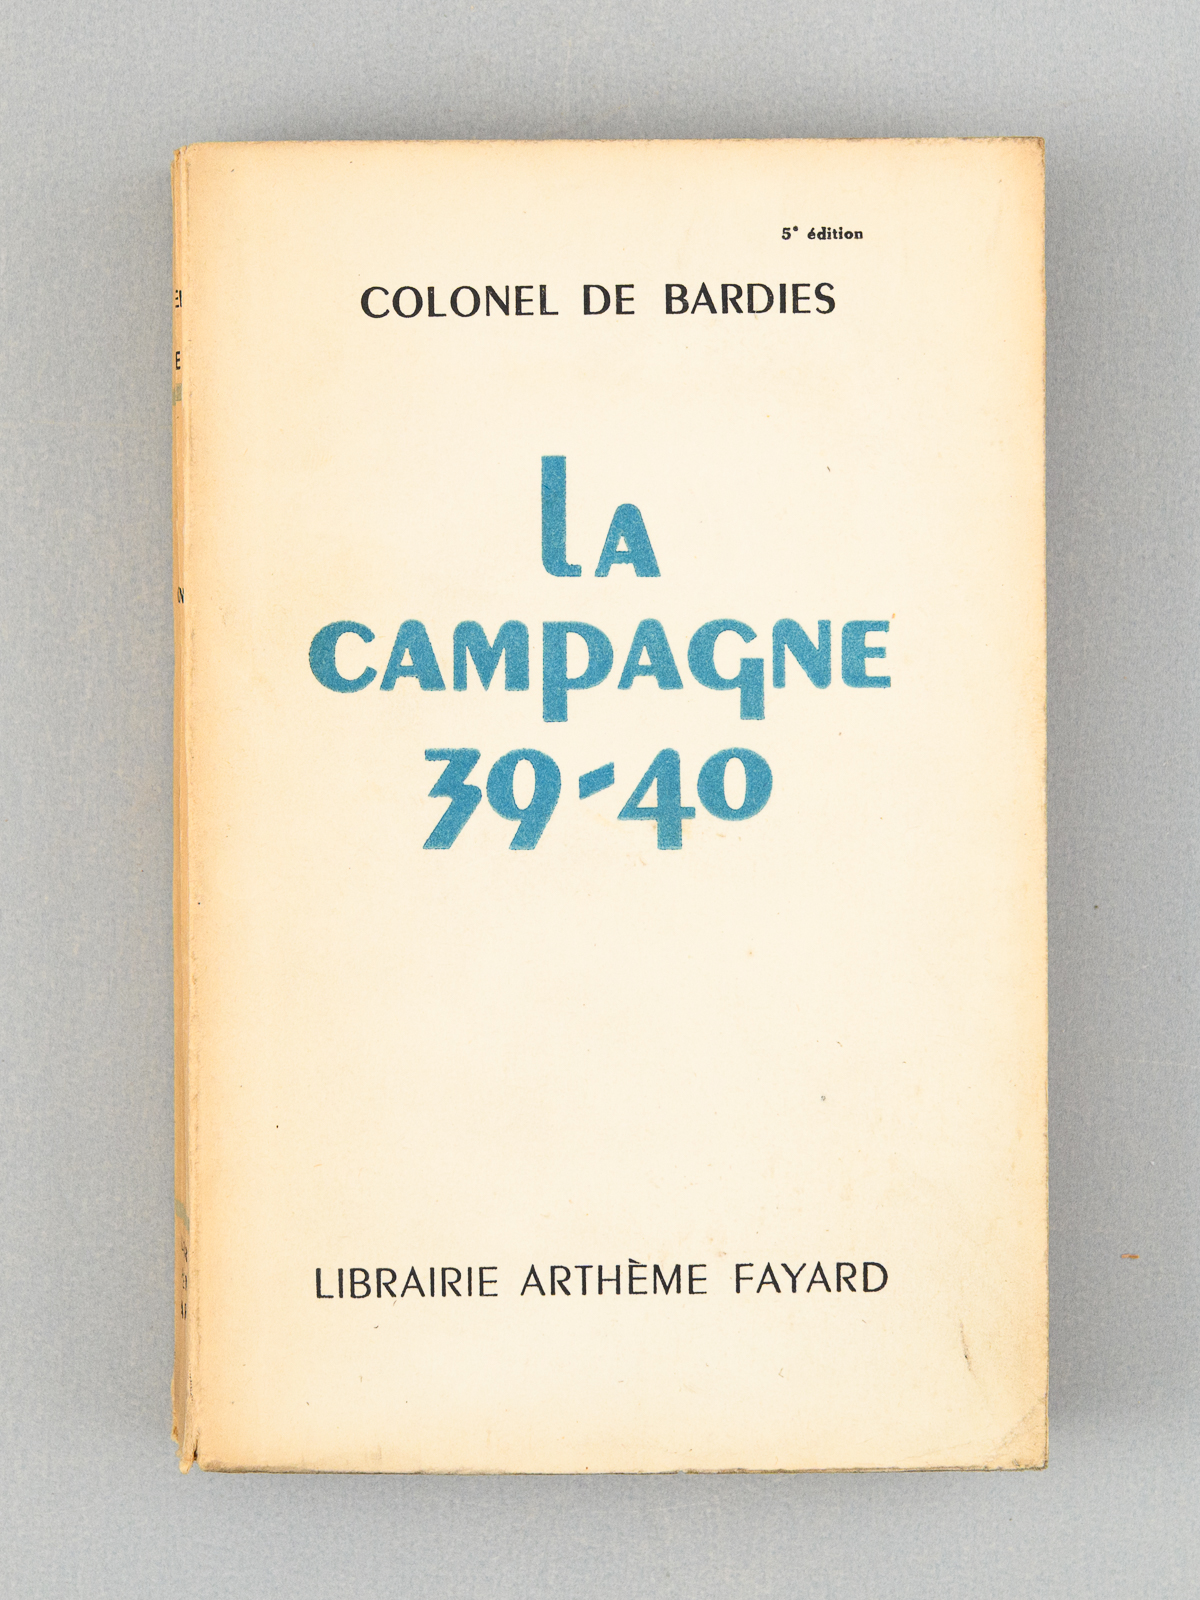 5e édition
COLONEL DE BARDIES
LA
CAMPAGNE
39-40
LIBRAIRIE ARTHÈME FAYARD